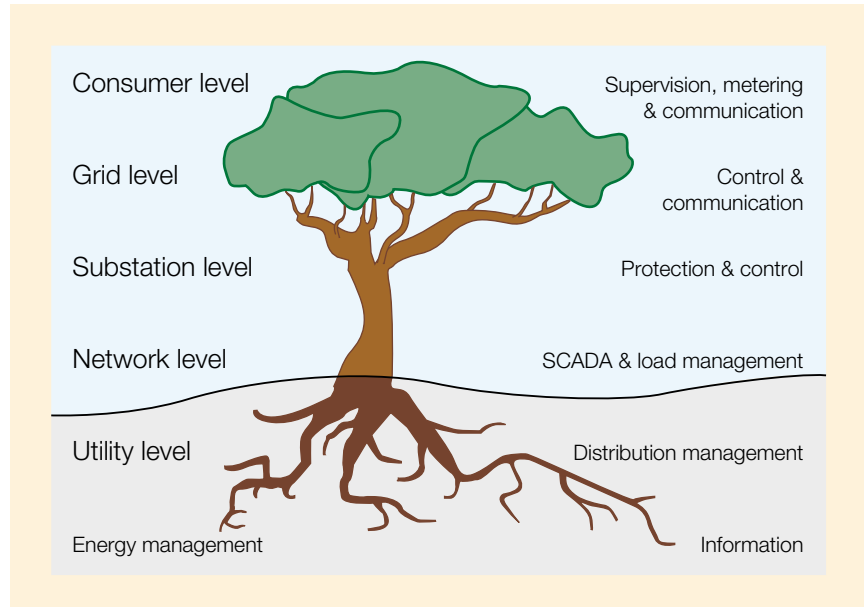 Consumer level
Supervision, metering
& communication
Grid level
Control &
communication
Substation level
Protection & control
Network level
SCADA & load management
Utility level
Distribution management
Energy management
Information